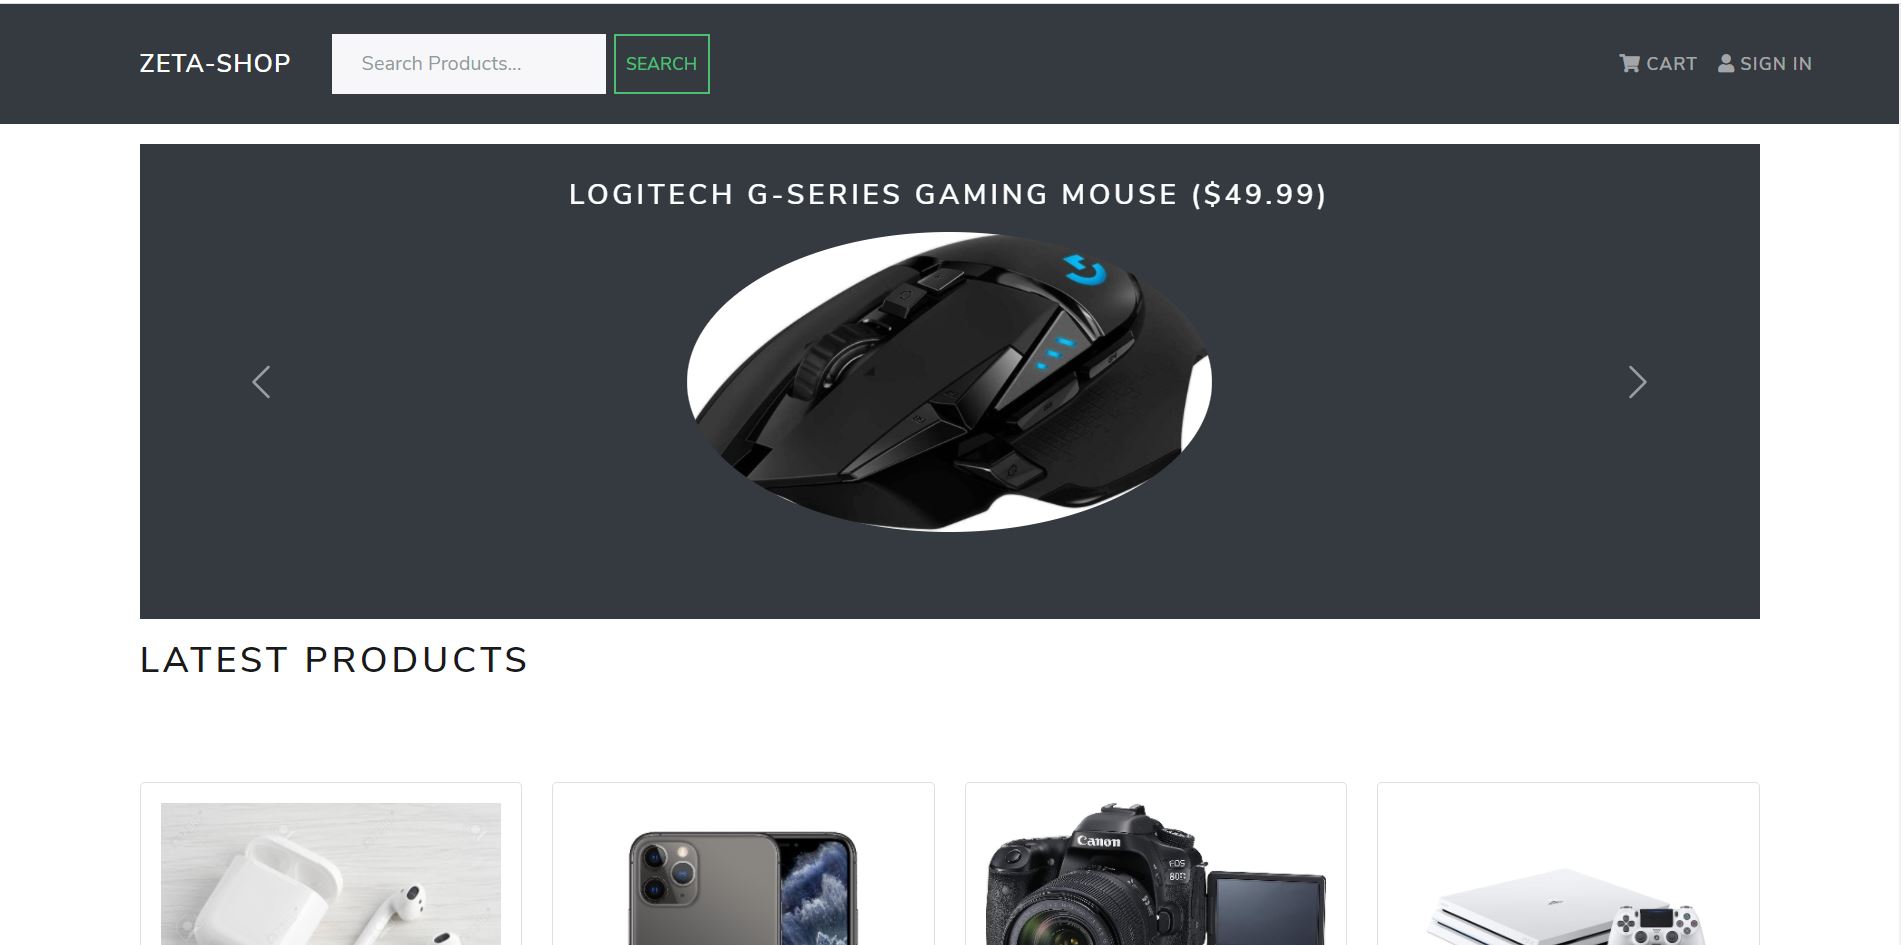 ZETA-SHOP
Search Products...
SEARCH
CART
SIGN IN
LOGITECH G-SERIES GAMING MOUSE ($49.99)
LATEST PRODUCTS
Canon
EOS
80D